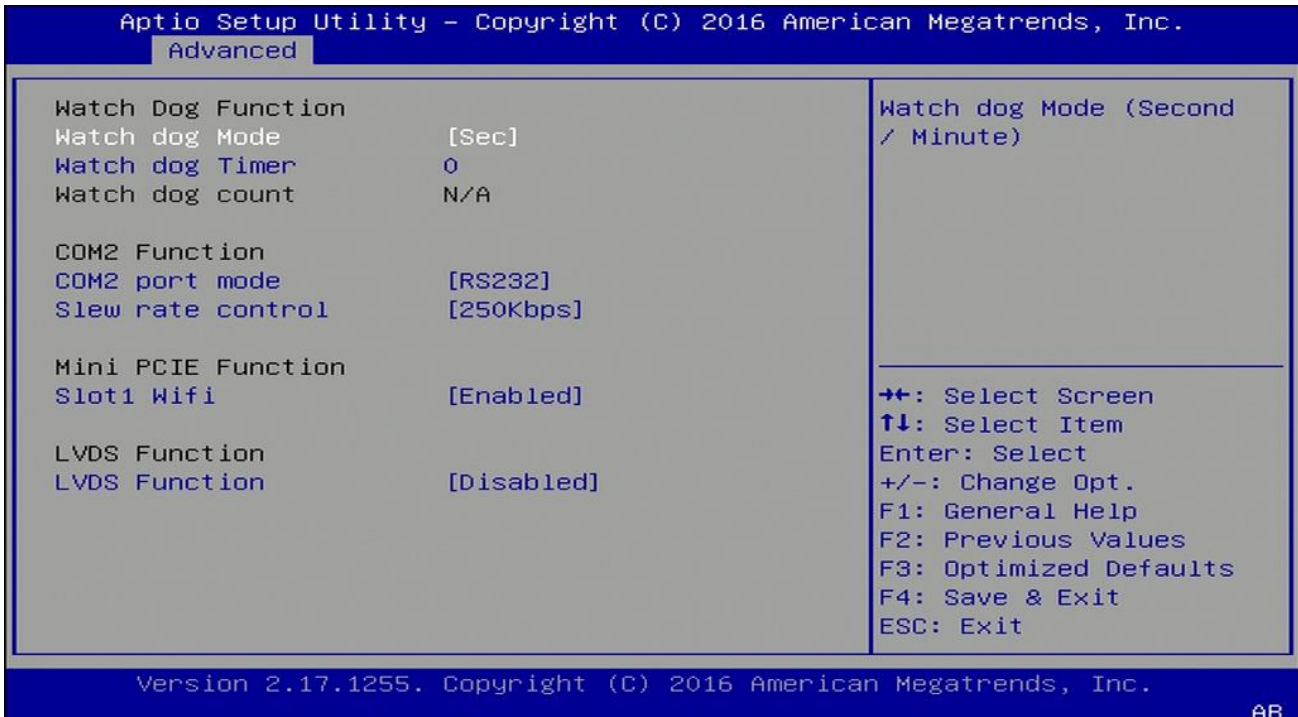 Aptio Setup Utility – Copyright (C) 2016 American Megatrends, Inc.
Advanced
Watch Dog Function
Watch dog Mode [Sec]
Watch dog Timer 0
Watch dog count N/A
COM2 Function
COM2 port mode [RS232]
Slew rate control [250Kbps]
Mini PCIE Function
Slot1 Wifi [Enabled]
LVDS Function
LVDS Function [Disabled]
Watch dog Mode (Second
/ Minute)
→←: Select Screen
↑↓: Select Item
Enter: Select
+/-: Change Opt.
F1: General Help
F2: Previous Values
F3: Optimized Defaults
F4: Save & Exit
ESC: Exit
Version 2.17.1255. Copyright (C) 2016 American Megatrends, Inc.
AB